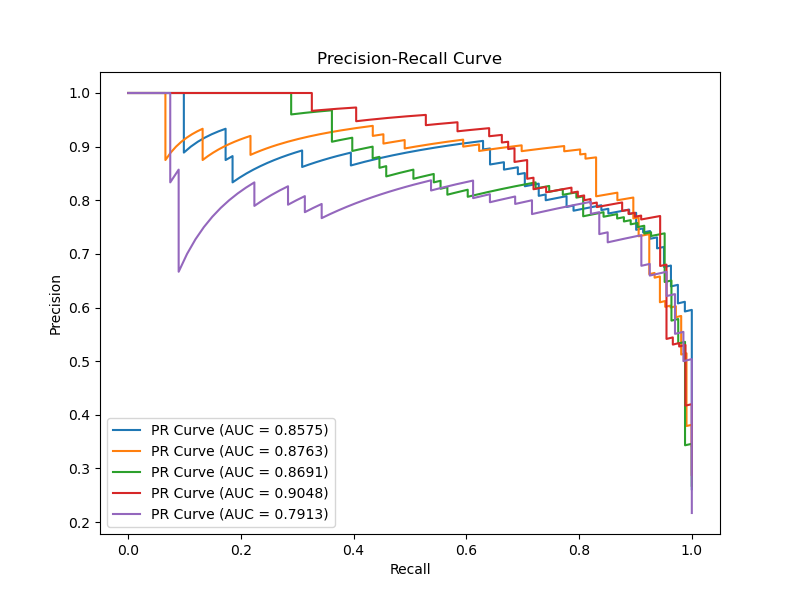 Precision-Recall Curve
1.0
0.9
0.8
0.7
0.6
0.5
0.4
0.3
0.2
Precision
PR Curve (AUC = 0.8575)
PR Curve (AUC = 0.8763)
PR Curve (AUC = 0.8691)
PR Curve (AUC = 0.9048)
PR Curve (AUC = 0.7913)
0.0 0.2 0.4 0.6 0.8 1.0
Recall